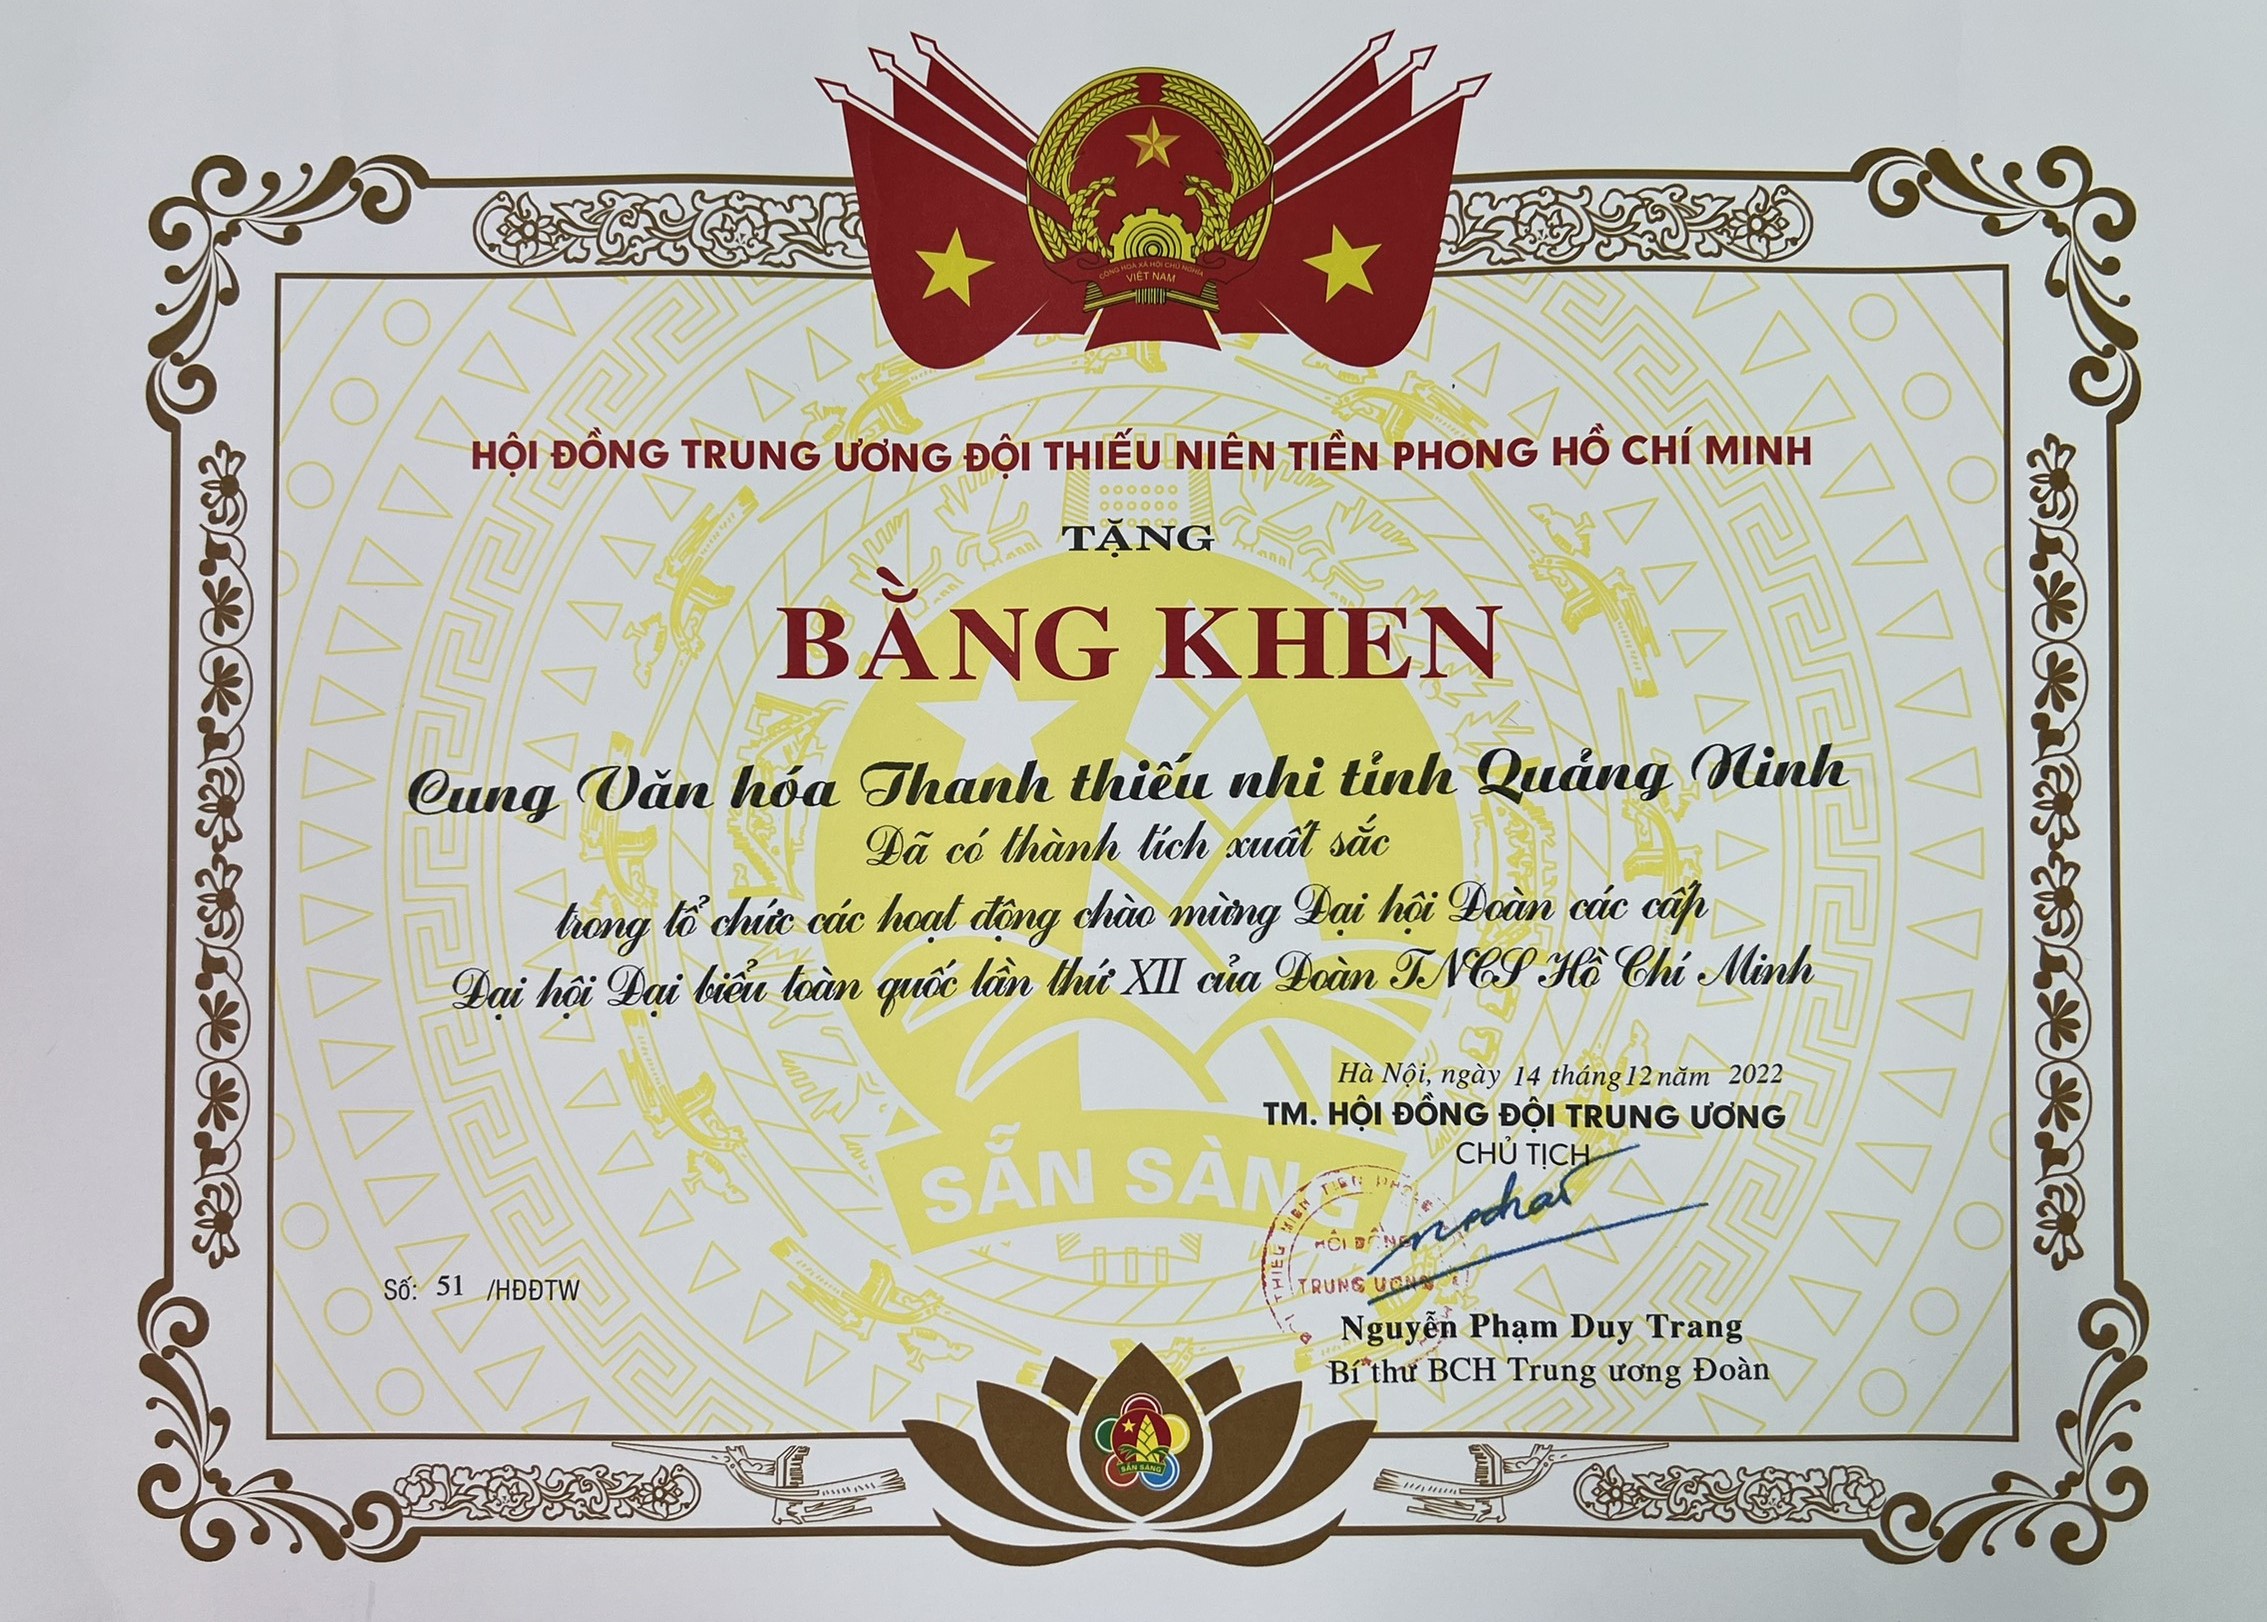 CỘNG HÒA XÃ HỘI CHỦ NGHĨA
VIỆT NAM
HỘI ĐỒNG TRUNG ƯƠNG ĐỘI THIẾU NIÊN TIỀN PHONG HỒ CHÍ MINH
TẶNG
BẰNG KHEN
Cung Văn hóa Thanh thiếu nhi tỉnh Quảng Ninh
Đã có thành tích xuất sắc
trong tổ chức các hoạt động chào mừng Đại hội Đoàn các cấp
Đại hội Đại biểu toàn quốc lần thứ XII của Đoàn TNCS Hồ Chí Minh
Hà Nội, ngày 14 tháng 12 năm 2022
TM. HỘI ĐỒNG ĐỘI TRUNG ƯƠNG
CHỦ TỊCH
SẴN SÀNG
HỘI ĐỒNG
TRUNG ƯƠNG
Số: 51 /HĐĐTW
Nguyễn Phạm Duy Trang
Bí thư BCH Trung ương Đoàn
SẴN SÀNG